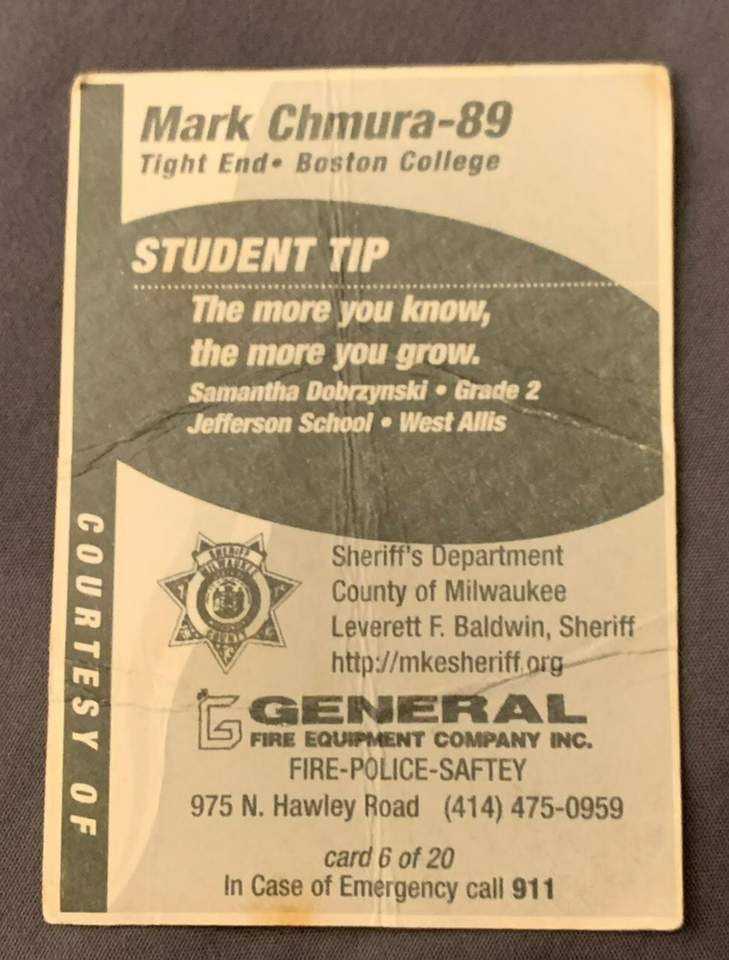 Mark Chmura-89
Tight End• Boston College
STUDENT TIP
The more you know,
the more you grow.
Samantha Dobrzynski • Grade 2
Jefferson School • West Allis
COURTESY OF
SHERIFF
MILWAUKEE
COUNTY
Sheriff's Department
County of Milwaukee
Leverett F. Baldwin, Sheriff
http://mkesheriff.org
G GENERAL
FIRE EQUIPMENT COMPANY INC.
FIRE-POLICE-SAFTEY
975 N. Hawley Road (414) 475-0959
card 6 of 20
In Case of Emergency call 911